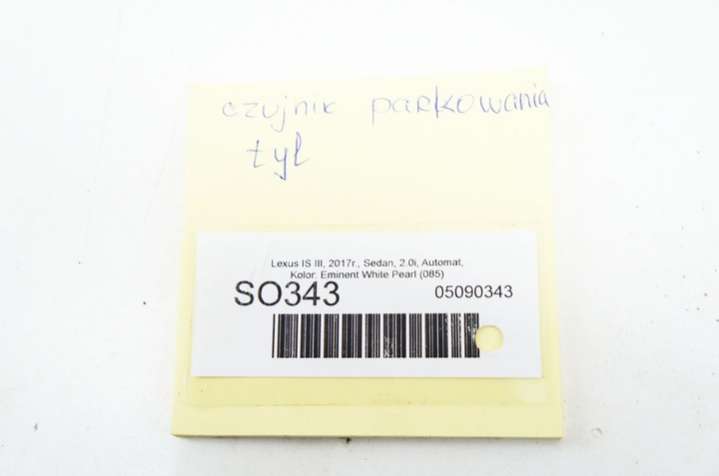 czujnik parkowania
tył
Lexus IS III, 2017r., Sedan, 2.0i, Automat,
Kolor: Eminent White Pearl (085)
SO343 05090343